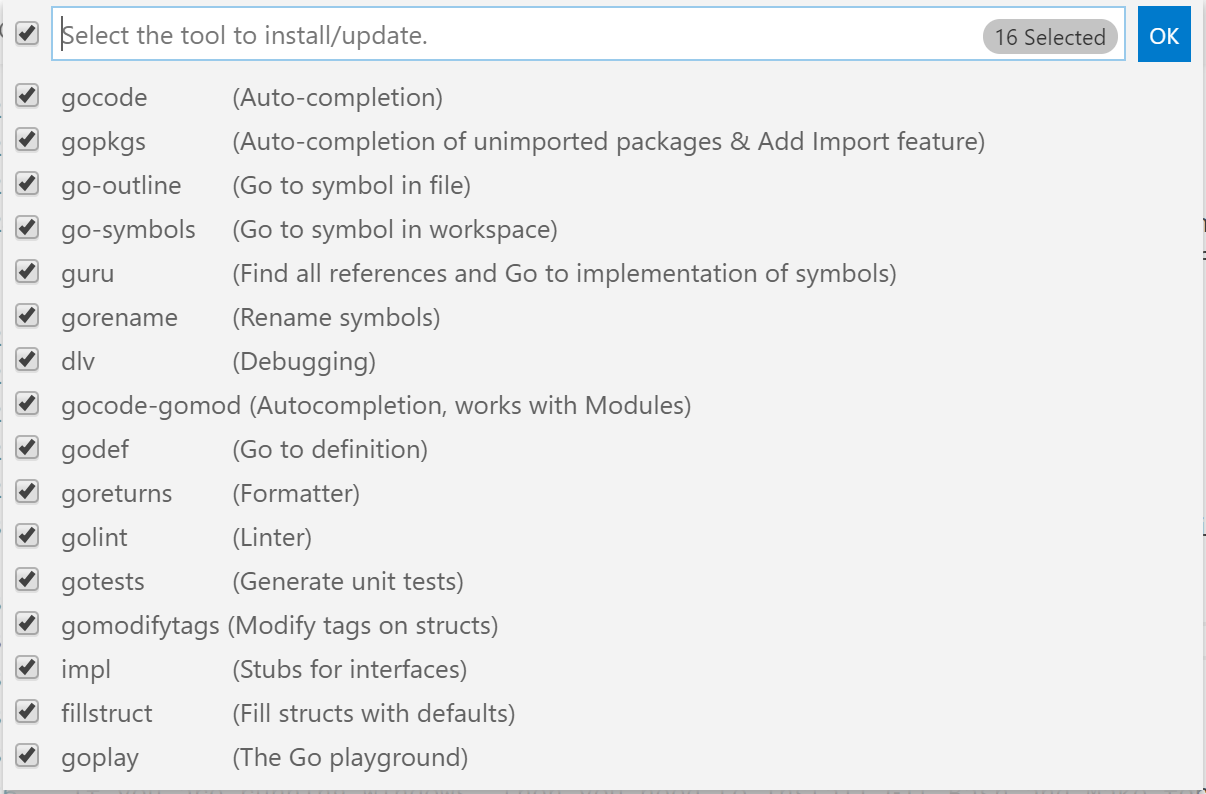 Select the tool to install/update. 16 Selected OK
gocode (Auto-completion)
gopkgs (Auto-completion of unimported packages & Add Import feature)
go-outline (Go to symbol in file)
go-symbols (Go to symbol in workspace)
guru (Find all references and Go to implementation of symbols)
gorename (Rename symbols)
dlv (Debugging)
gocode-gomod (Autocompletion, works with Modules)
godef (Go to definition)
goreturns (Formatter)
golint (Linter)
gotests (Generate unit tests)
gomodifytags (Modify tags on structs)
impl (Stubs for interfaces)
fillstruct (Fill structs with defaults)
goplay (The Go playground)